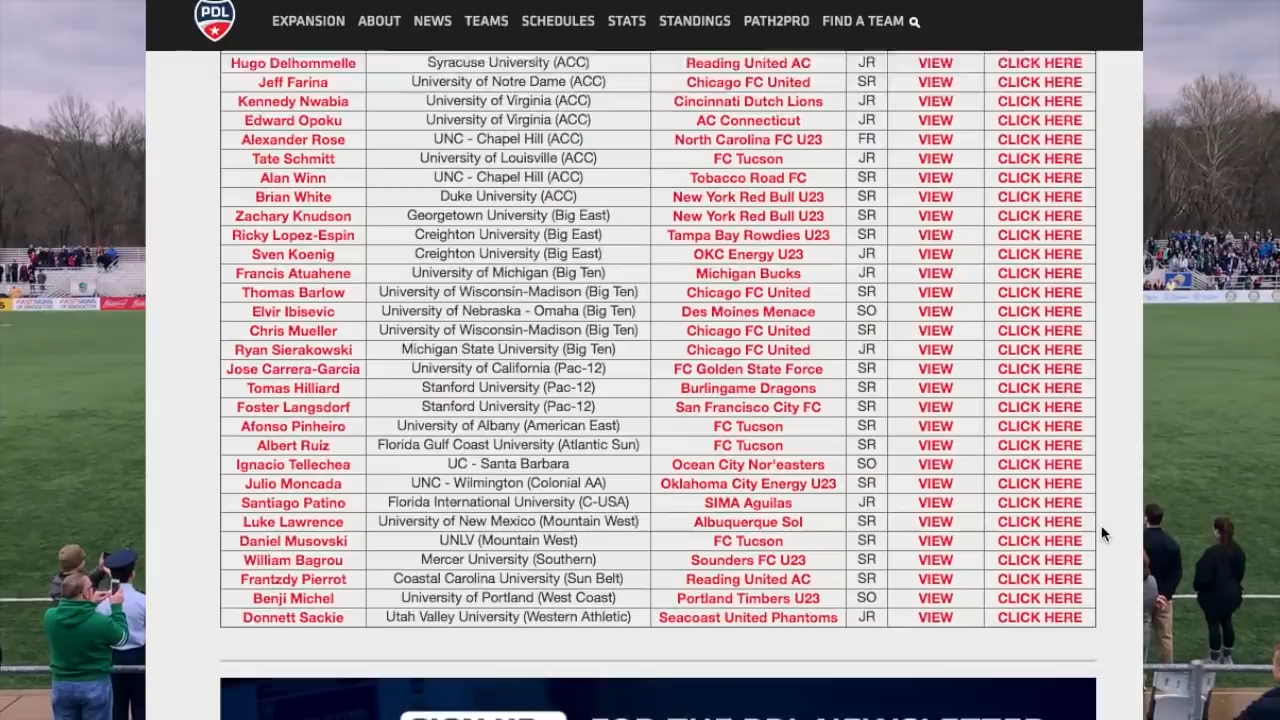 PDL
EXPANSION ABOUT NEWS TEAMS SCHEDULES STATS STANDINGS PATH2PRO FIND A TEAM
Hugo Delhommelle Syracuse University (ACC) Reading United AC JR VIEW CLICK HERE
Jeff Farina University of Notre Dame (ACC) Chicago FC United SR VIEW CLICK HERE
Kennedy Nwabia University of Virginia (ACC) Cincinnati Dutch Lions JR VIEW CLICK HERE
Edward Opoku University of Virginia (ACC) AC Connecticut JR VIEW CLICK HERE
Alexander Rose UNC - Chapel Hill (ACC) North Carolina FC U23 FR VIEW CLICK HERE
Tate Schmitt University of Louisville (ACC) FC Tucson JR VIEW CLICK HERE
Alan Winn UNC - Chapel Hill (ACC) Tobacco Road FC SR VIEW CLICK HERE
Brian White Duke University (ACC) New York Red Bull U23 SR VIEW CLICK HERE
Zachary Knudson Georgetown University (Big East) New York Red Bull U23 SR VIEW CLICK HERE
Ricky Lopez-Espin Creighton University (Big East) Tampa Bay Rowdies U23 SR VIEW CLICK HERE
Sven Koenig Creighton University (Big East) OKC Energy U23 JR VIEW CLICK HERE
Francis Atuahene University of Michigan (Big Ten) Michigan Bucks JR VIEW CLICK HERE
Thomas Barlow University of Wisconsin-Madison (Big Ten) Chicago FC United SR VIEW CLICK HERE
Elvir Ibisevic University of Nebraska - Omaha (Big Ten) Des Moines Menace SO VIEW CLICK HERE
Chris Mueller University of Wisconsin-Madison (Big Ten) Chicago FC United SR VIEW CLICK HERE
Ryan Sierakowski Michigan State University (Big Ten) Chicago FC United JR VIEW CLICK HERE
Jose Carrera-Garcia University of California (Pac-12) FC Golden State Force SR VIEW CLICK HERE
Tomas Hilliard Stanford University (Pac-12) Burlingame Dragons SR VIEW CLICK HERE
Foster Langsdorf Stanford University (Pac-12) San Francisco City FC SR VIEW CLICK HERE
Afonso Pinheiro University of Albany (American East) FC Tucson SR VIEW CLICK HERE
Albert Ruiz Florida Gulf Coast University (Atlantic Sun) FC Tucson SR VIEW CLICK HERE
Ignacio Tellechea UC - Santa Barbara Ocean City Nor'easters SO VIEW CLICK HERE
Julio Moncada UNC - Wilmington (Colonial AA) Oklahoma City Energy U23 SR VIEW CLICK HERE
Santiago Patino Florida International University (C-USA) SIMA Aguilas JR VIEW CLICK HERE
Luke Lawrence University of New Mexico (Mountain West) Albuquerque Sol SR VIEW CLICK HERE
Daniel Musovski UNLV (Mountain West) FC Tucson SR VIEW CLICK HERE
William Bagrou Mercer University (Southern) Sounders FC U23 SR VIEW CLICK HERE
Frantzdy Pierrot Coastal Carolina University (Sun Belt) Reading United AC SR VIEW CLICK HERE
Benji Michel University of Portland (West Coast) Portland Timbers U23 SO VIEW CLICK HERE
Donnett Sackie Utah Valley University (Western Athletic) Seacoast United Phantoms JR VIEW CLICK HERE